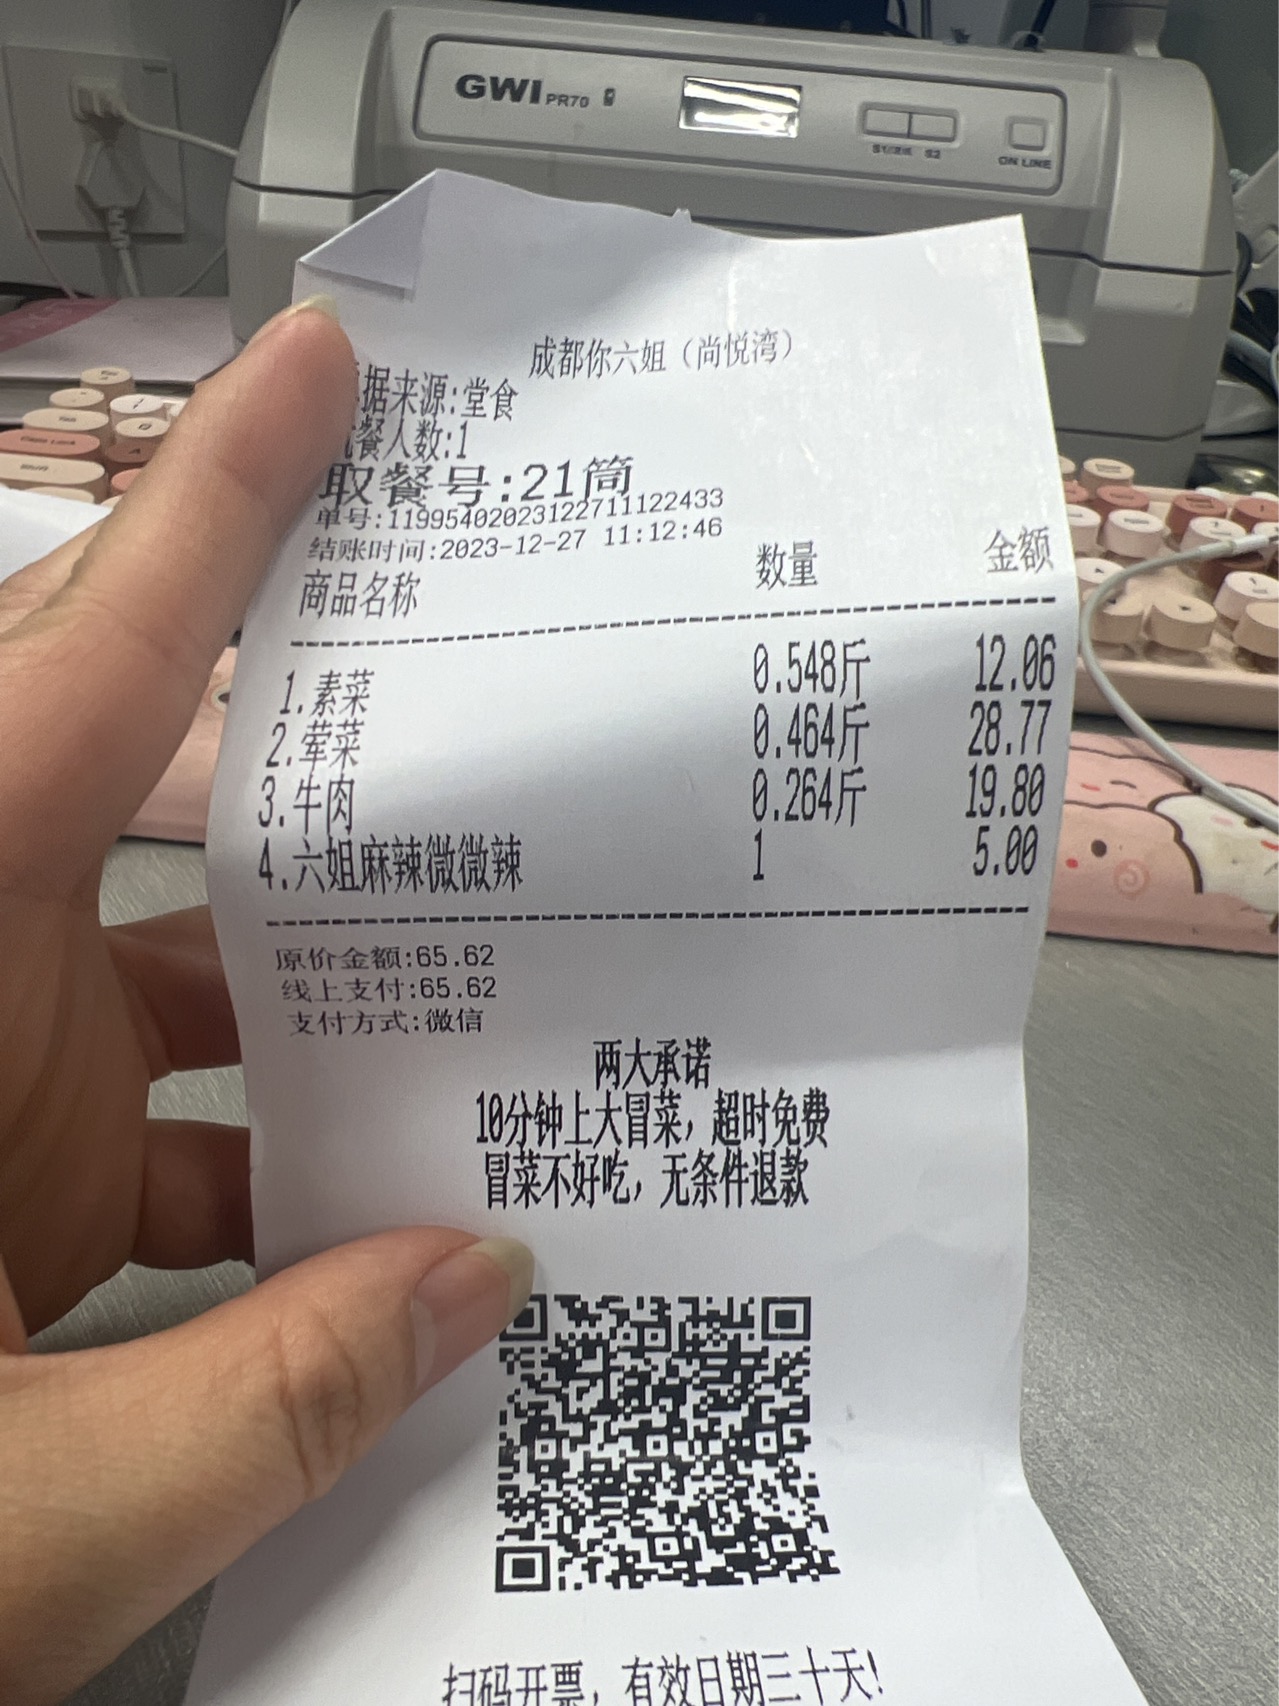 GWI PR70
S2
ON LINE
成都你六姐（尚悦湾）
据来源:堂食
餐人数:1
取餐号:21筒
单号:11995402023122711122433
结账时间:2023-12-27 11:12:46
商品名称 数量 金额
1.素菜 0.548斤 12.06
2.荤菜 0.464斤 28.77
3.牛肉 0.264斤 19.80
4.六姐麻辣微微辣 1 5.00
原价金额:65.62
线上支付:65.62
支付方式:微信
两大承诺
10分钟上大冒菜，超时免费
冒菜不好吃，无条件退款
扫码开票，有效日期三十天!